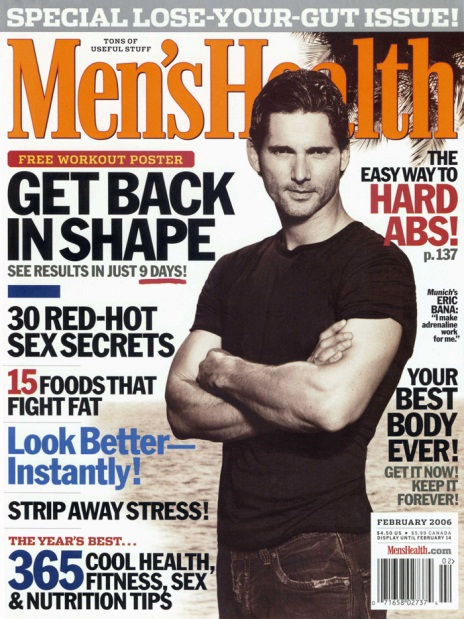 SPECIAL LOSE-YOUR-GUT ISSUE!
TONS OF
USEFUL STUFF
Men'sHealth
FREE WORKOUT POSTER
GET BACK
IN SHAPE
SEE RESULTS IN JUST 9 DAYS!
30 RED-HOT
SEX SECRETS
15 FOODS THAT
FIGHT FAT
Look Better—
Instantly!
STRIP AWAY STRESS!
THE YEAR'S BEST...
365 COOL HEALTH,
FITNESS, SEX
& NUTRITION TIPS
THE
EASY WAY TO
HARD
ABS!
p.137
Munich's
ERIC
BANA:
"I make
adrenaline
work
for me."
YOUR
BEST
BODY
EVER!
GET IT NOW!
KEEP IT
FOREVER!
FEBRUARY 2006
$4.50 US • $5.99 CANADA
DISPLAY UNTIL FEBRUARY 14
MensHealth.com
02>
0 71658 02737 4